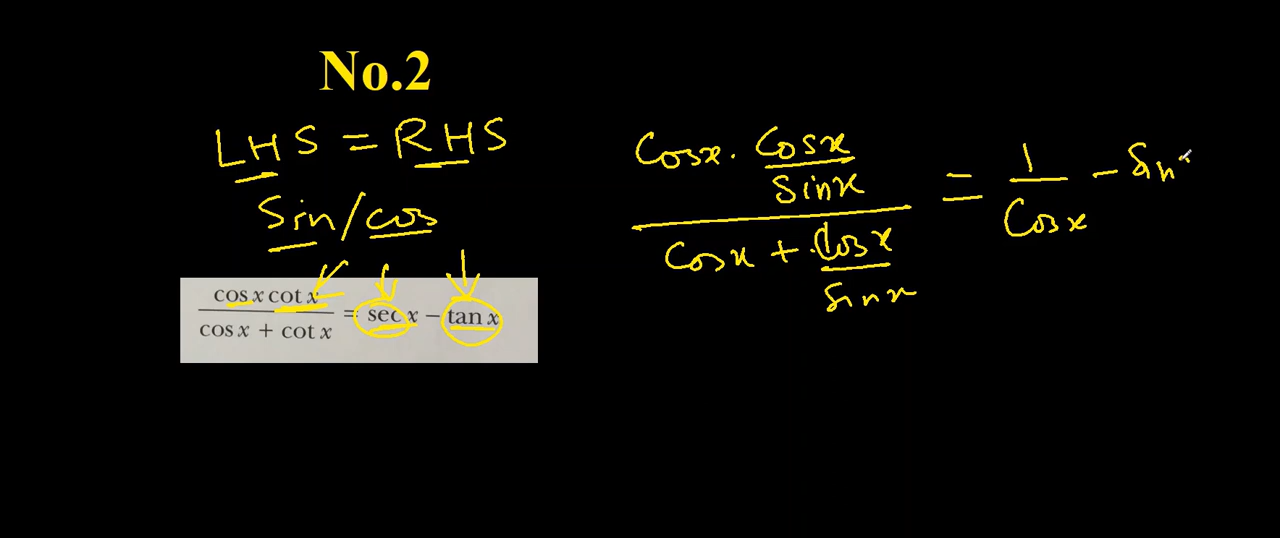 No.2
LHS = RHS
Sin/cos
cos x cot x
cos x + cot x
= sec x − tan x
Cosx · Cosx
Sinx
Cosx + Cosx
Sinx
= 1
Cosx
− Sin